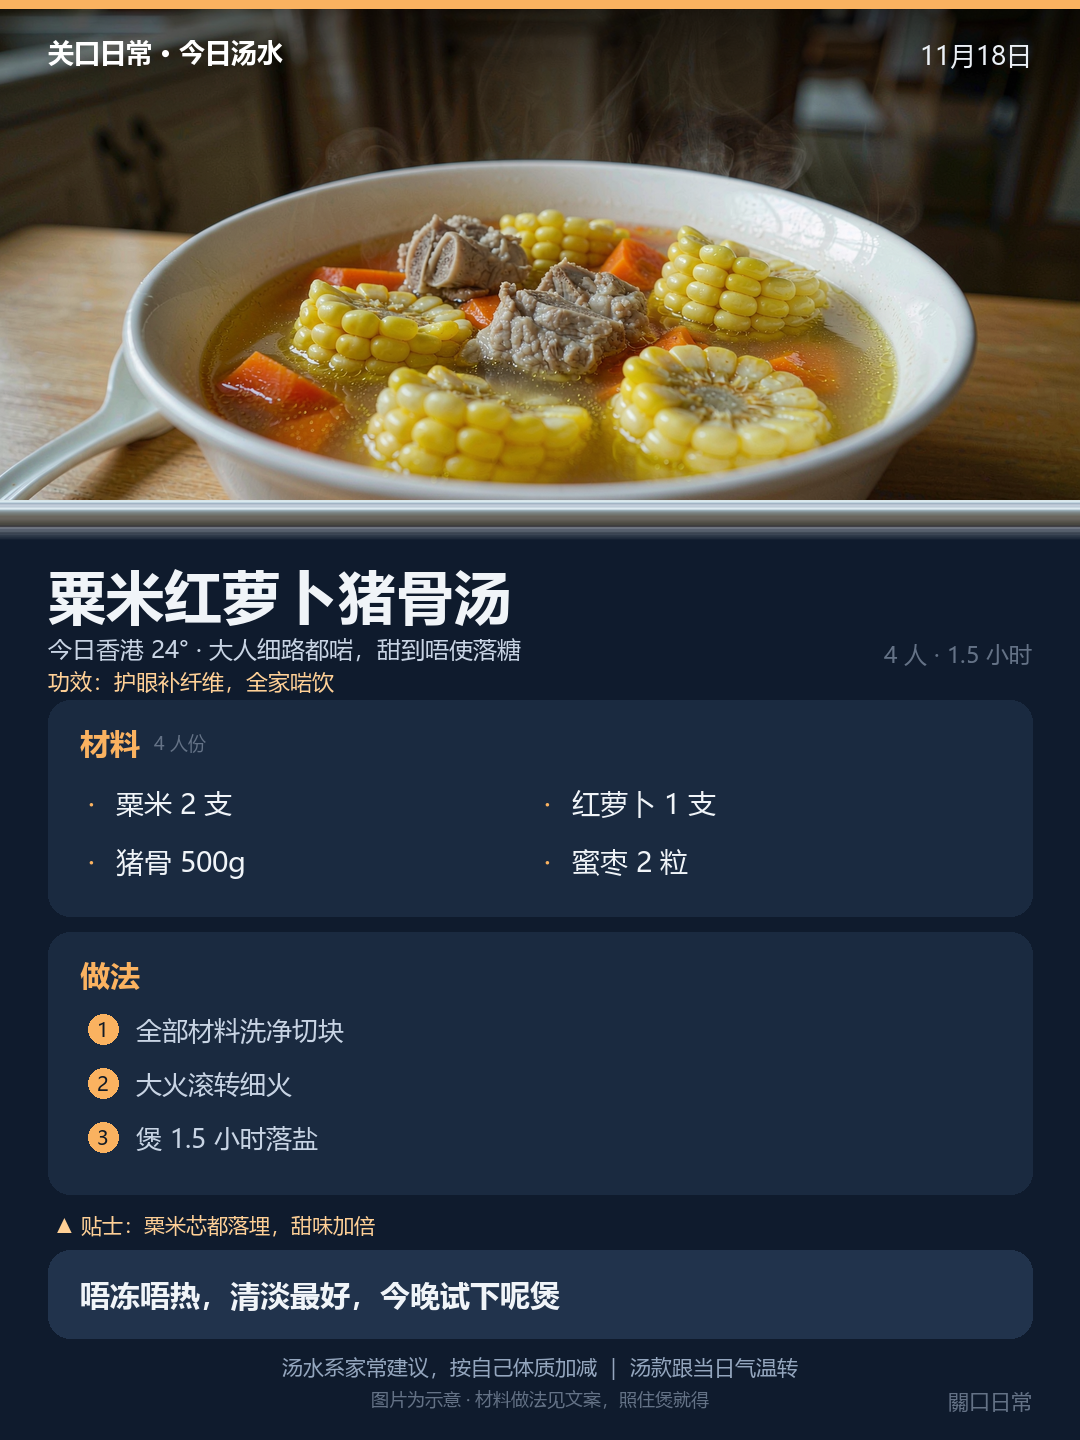 关口日常·今日汤水
11月18日
粟米红萝卜猪骨汤
今日香港 24° · 大人细路都啱，甜到唔使落糖
4 人 · 1.5 小时
功效：护眼补纤维，全家啱饮
材料 4 人份
· 粟米 2 支
· 红萝卜 1 支
· 猪骨 500g
· 蜜枣 2 粒
做法
1 全部材料洗净切块
2 大火滚转细火
3 煲 1.5 小时落盐
▲ 贴士：粟米芯都落埋，甜味加倍
唔冻唔热，清淡最好，今晚试下呢煲
汤水系家常建议，按自己体质加减 ｜ 汤款跟当日气温转
图片为示意 · 材料做法见文案，照住煲就得
關口日常